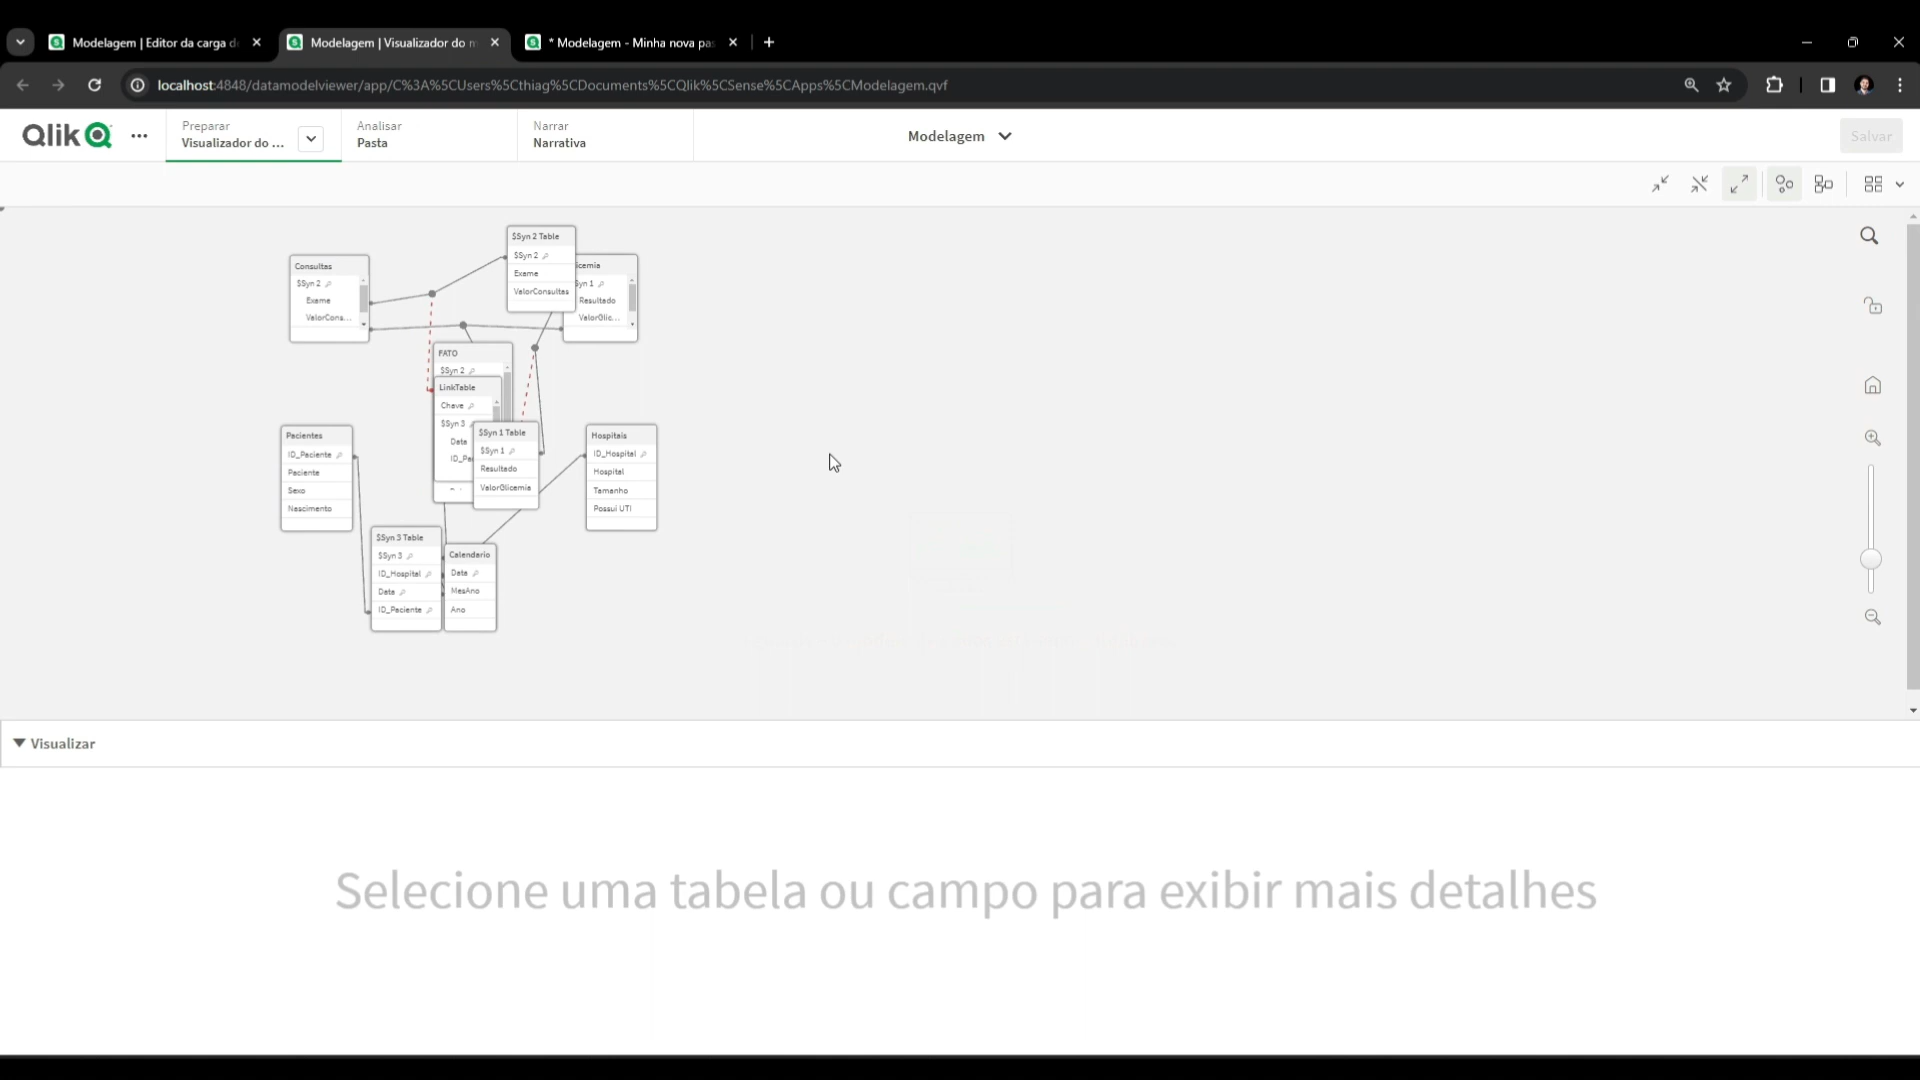 Modelagem | Editor da carga d
Modelagem | Visualizador do m
* Modelagem - Minha nova pas
localhost:4848/datamodelviewer/app/C%3A%5CUsers%5Cthiag%5CDocuments%5CQlik%5CSense%5CApps%5CModelagem.qvf
Qlik
Preparar
Visualizador do ...
Analisar
Pasta
Narrar
Narrativa
Modelagem
Salvar
Consultas
$Syn 2
Exame
ValorCons...
$Syn 2 Table
$Syn 2
Exame
ValorConsultas
icemia
Syn 1
Resultado
ValorGlic...
FATO
$Syn 2
LinkTable
Chave
$Syn 3
Data
ID_Pa
$Syn 1 Table
$Syn 1
Resultado
ValorGlicemia
Pacientes
ID_Paciente
Paciente
Sexo
Nascimento
Hospitais
ID_Hospital
Hospital
Tamanho
Possui UTI
$Syn 3 Table
$Syn 3
ID_Hospital
Data
ID_Paciente
Calendario
Data
MesAno
Ano
Visualizar
Selecione uma tabela ou campo para exibir mais detalhes